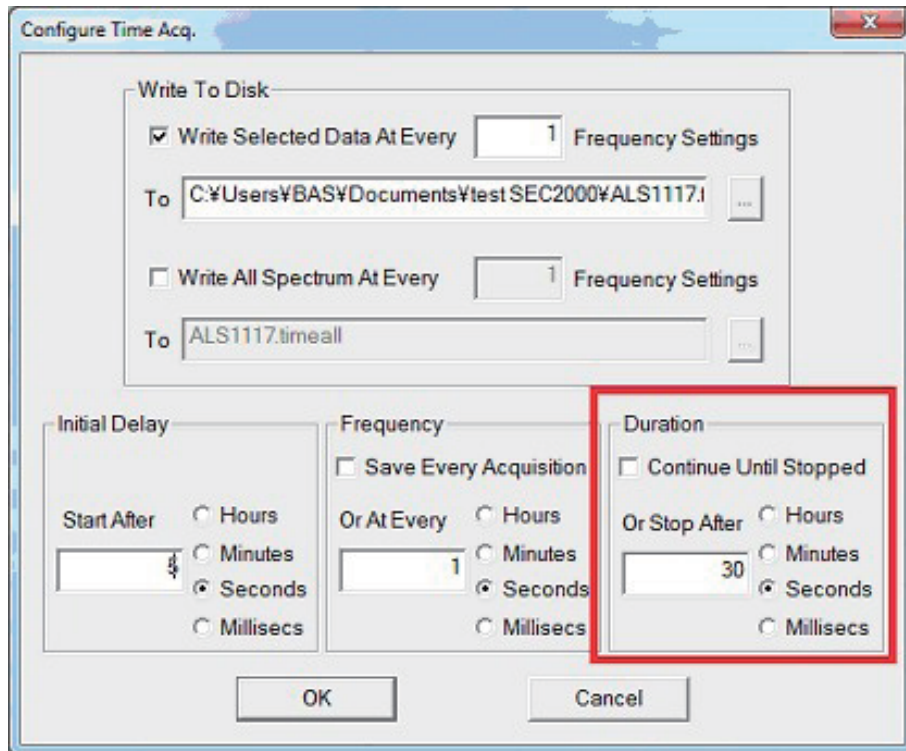 Configure Time Acq.
Write To Disk
Write Selected Data At Every 1 Frequency Settings
To C:¥Users¥BAS¥Documents¥test SEC2000¥ALS1117.t
...
Write All Spectrum At Every 1 Frequency Settings
To ALS1117.timeall
...
Initial Delay
Start After
5
Hours
Minutes
Seconds
Millisecs
Frequency
Save Every Acquisition
Or At Every
1
Hours
Minutes
Seconds
Millisecs
Duration
Continue Until Stopped
Or Stop After
30
Hours
Minutes
Seconds
Millisecs
OK
Cancel